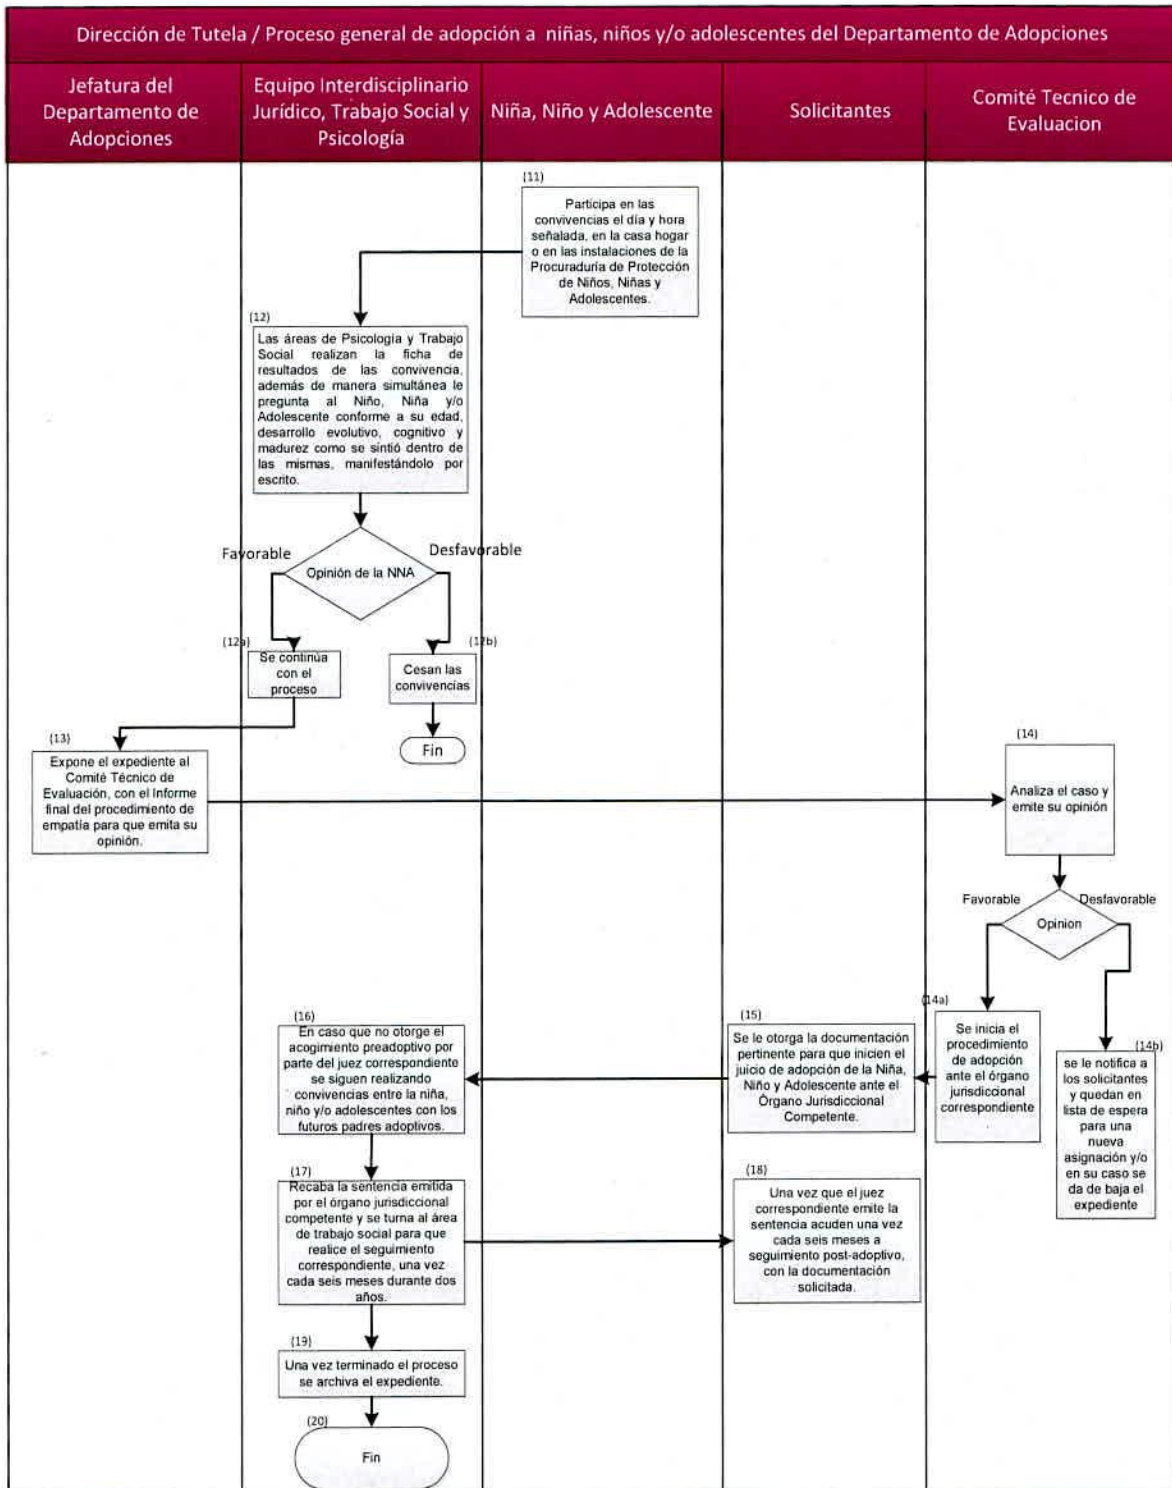 Dirección de Tutela / Proceso general de adopción a niñas, niños y/o adolescentes del Departamento de Adopciones
Jefatura del
Departamento de
Adopciones
Equipo Interdisciplinario
Jurídico, Trabajo Social y
Psicología
Niña, Niño y Adolescente
Solicitantes
Comité Tecnico de
Evaluacion
(11)
Participa en las
convivencias el día y hora
señalada, en la casa hogar
o en las instalaciones de la
Procuraduría de Protección
de Niños, Niñas y
Adolescentes.
(12)
Las áreas de Psicología y Trabajo
Social realizan la ficha de
resultados de las convivencia,
además de manera simultánea le
pregunta al Niño, Niña y/o
Adolescente conforme a su edad,
desarrollo evolutivo, cognitivo y
madurez como se sintió dentro de
las mismas, manifestándolo por
escrito.
Favorable
Desfavorable
Opinión de la NNA
(12a)
Se continúa
con el
proceso
(12b)
Cesan las
convivencias
Fin
(13)
Expone el expediente al
Comité Técnico de
Evaluación, con el Informe
final del procedimiento de
empatía para que emita su
opinión.
(14)
Analiza el caso y
emite su opinión
Favorable
Desfavorable
Opinion
(14a)
Se inicia el
procedimiento
de adopción
ante el órgano
jurisdiccional
correspondiente
(14b)
se le notifica a
los solicitantes
y quedan en
lista de espera
para una
nueva
asignación y/o
en su caso se
da de baja el
expediente
(15)
Se le otorga la documentación
pertinente para que inicien el
juicio de adopción de la Niña,
Niño y Adolescente ante el
Órgano Jurisdiccional
Competente.
(16)
En caso que no otorge el
acogimiento preadoptivo por
parte del juez correspondiente
se siguen realizando
convivencias entre la niña,
niño y/o adolescentes con los
futuros padres adoptivos.
(17)
Recaba la sentencia emitida
por el órgano jurisdiccional
competente y se turna al área
de trabajo social para que
realice el seguimiento
correspondiente, una vez
cada seis meses durante dos
años.
(18)
Una vez que el juez
correspondiente emite la
sentencia acuden una vez
cada seis meses a
seguimiento post-adoptivo,
con la documentación
solicitada.
(19)
Una vez terminado el proceso
se archiva el expediente.
(20)
Fin